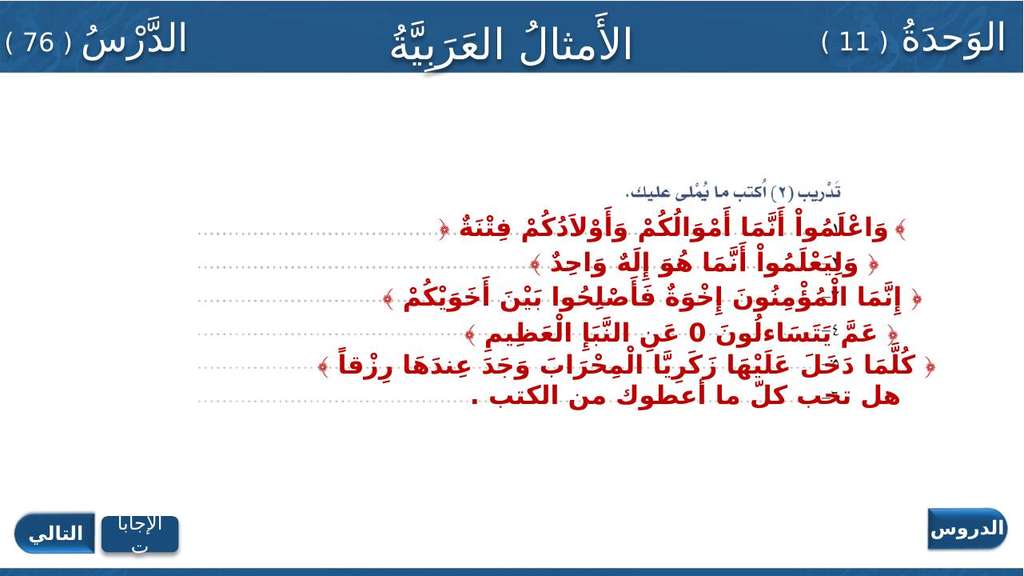 الوَحدَةُ ( 11 )
الأَمثالُ العَرَبِيَّةُ
الدَّرْسُ ( 76 )
تَدْريب (٢) أُكتب ما يُمْلى عليك.
﴿ وَاعْلَمُواْ أَنَّمَا أَمْوَالُكُمْ وَأَوْلاَدُكُمْ فِتْنَةٌ ﴾
﴿ وَلِيَعْلَمُواْ أَنَّمَا هُوَ إِلَهٌ وَاحِدٌ ﴾
﴿ إِنَّمَا الْمُؤْمِنُونَ إِخْوَةٌ فَأَصْلِحُوا بَيْنَ أَخَوَيْكُمْ ﴾
﴿ عَمَّ يَتَسَاءلُونَ 0 عَنِ النَّبَإِ الْعَظِيمِ ﴾
﴿ كُلَّمَا دَخَلَ عَلَيْهَا زَكَرِيَّا الْمِحْرَابَ وَجَدَ عِندَهَا رِزْقاً ﴾
هل تحب كلّ ما أعطوك من الكتب .
الدروس
الإجابات
التالي